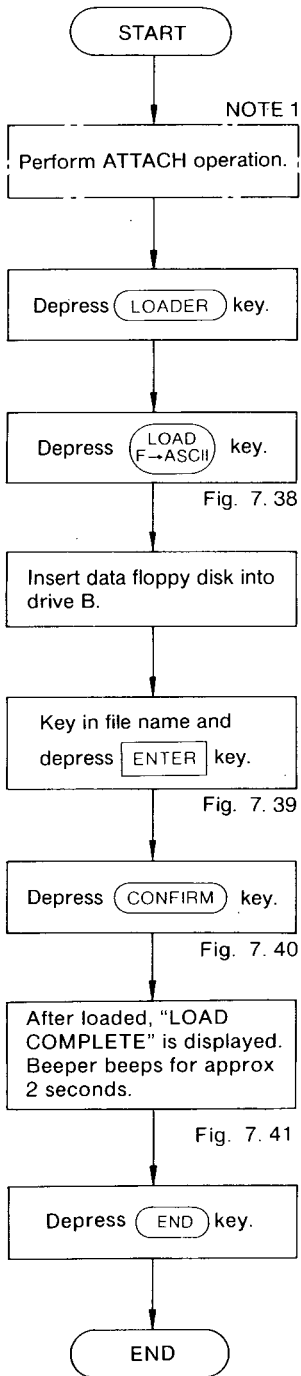 START
NOTE 1
Perform ATTACH operation.
Depress LOADER key.
Depress LOAD F→ASCII key.
Fig. 7.38
Insert data floppy disk into
drive B.
Key in file name and
depress ENTER key.
Fig. 7.39
Depress CONFIRM key.
Fig. 7.40
After loaded, “LOAD
COMPLETE” is displayed.
Beeper beeps for approx
2 seconds.
Fig. 7.41
Depress END key.
END